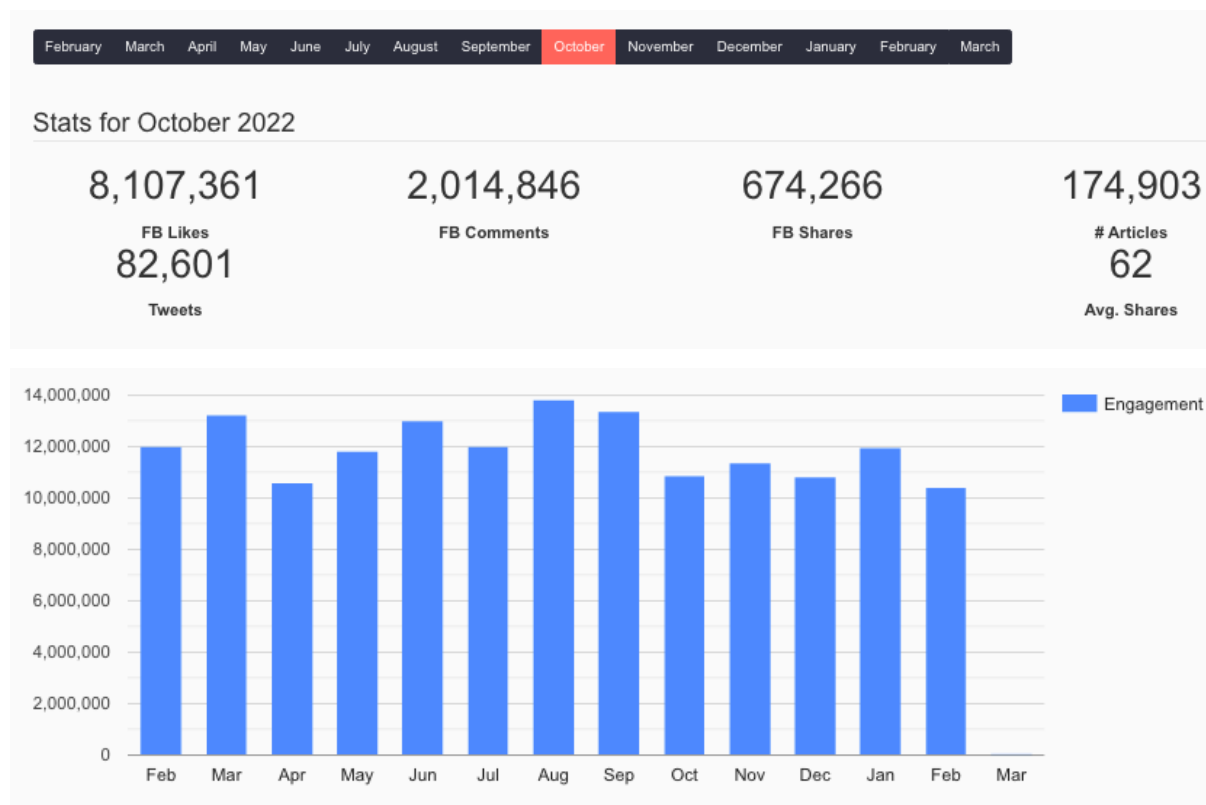 February March April May June July August September October November December January February March
Stats for October 2022
8,107,361 2,014,846 674,266 174,903
FB Likes FB Comments FB Shares # Articles
82,601 62
Tweets Avg. Shares
14,000,000
Engagement
12,000,000
10,000,000
8,000,000
6,000,000
4,000,000
2,000,000
0
Feb Mar Apr May Jun Jul Aug Sep Oct Nov Dec Jan Feb Mar